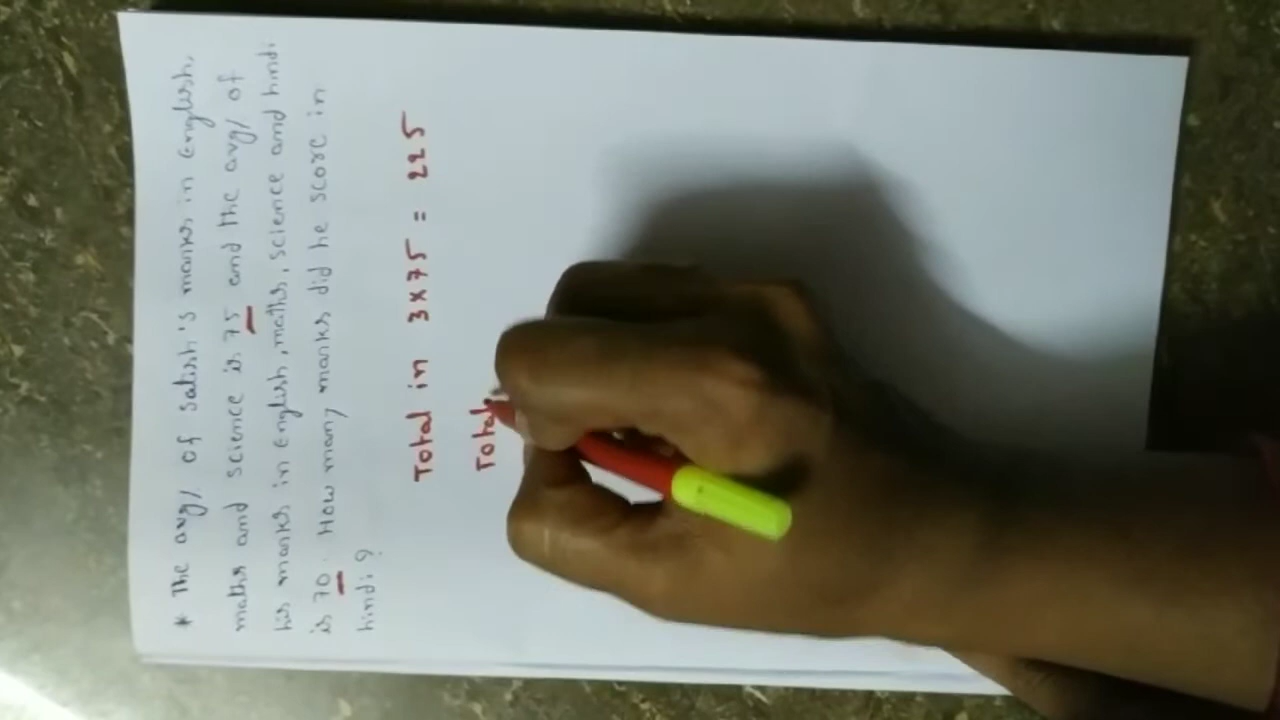 * The avg/ of Satish's marks in English,
maths and science is 75 and the avg/ of
his marks in English, maths, science and hindi
is 70. How many marks did he score in
hindi?
Total in 3x75 = 225
Total